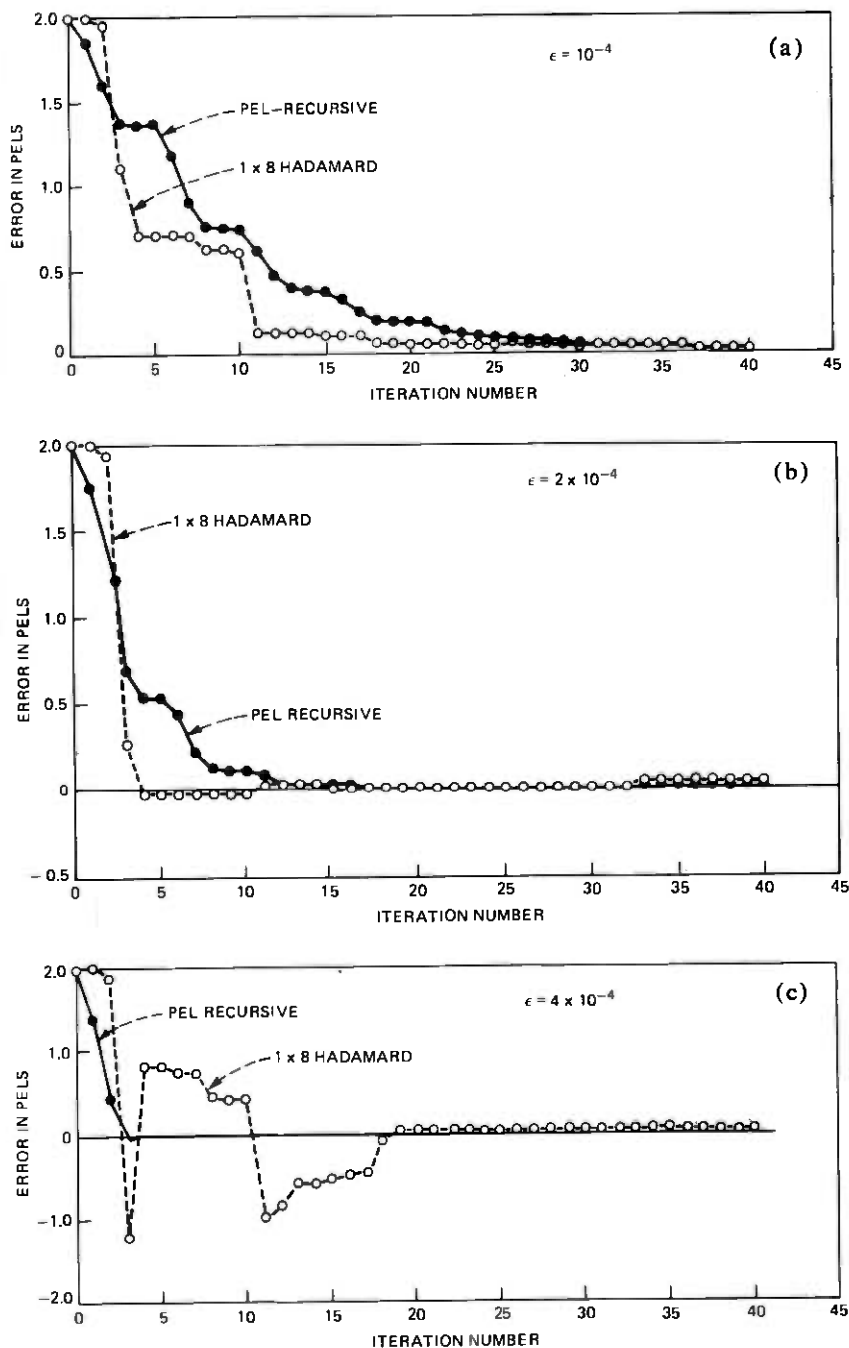 (a)
ε = 10⁻⁴
2.0
1.5
1.0
0.5
0
ERROR IN PELS
PEL-RECURSIVE
1 x 8 HADAMARD
0 5 10 15 20 25 30 35 40 45
ITERATION NUMBER
(b)
ε = 2 x 10⁻⁴
2.0
1.5
1.0
0.5
0
-0.5
ERROR IN PELS
1 x 8 HADAMARD
PEL RECURSIVE
0 5 10 15 20 25 30 35 40 45
ITERATION NUMBER
(c)
ε = 4 x 10⁻⁴
2.0
1.0
0
-1.0
-2.0
ERROR IN PELS
PEL RECURSIVE
1 x 8 HADAMARD
0 5 10 15 20 25 30 35 40 45
ITERATION NUMBER